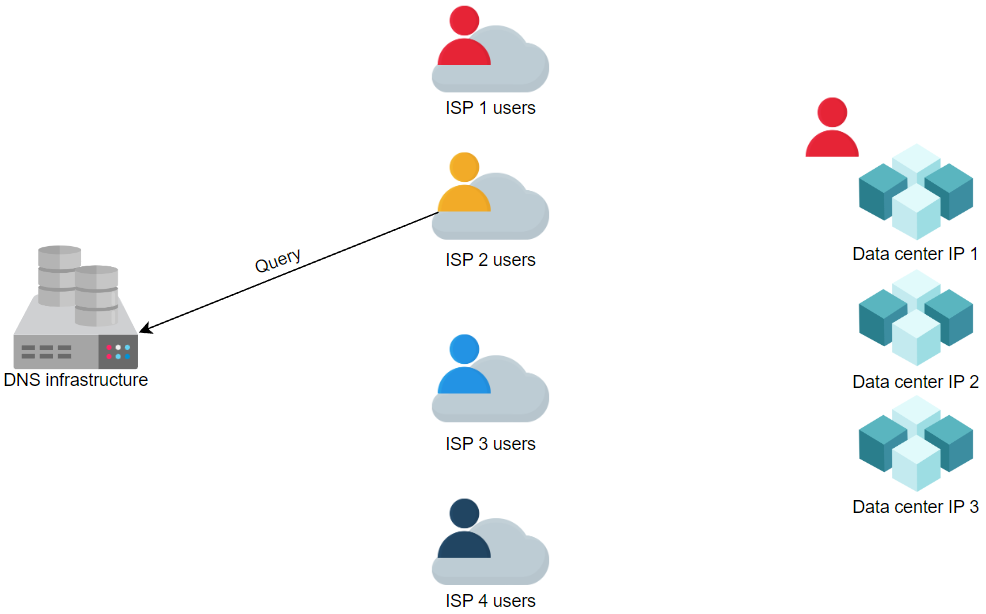 ISP 1 users
Query
ISP 2 users
DNS infrastructure
ISP 3 users
ISP 4 users
Data center IP 1
Data center IP 2
Data center IP 3